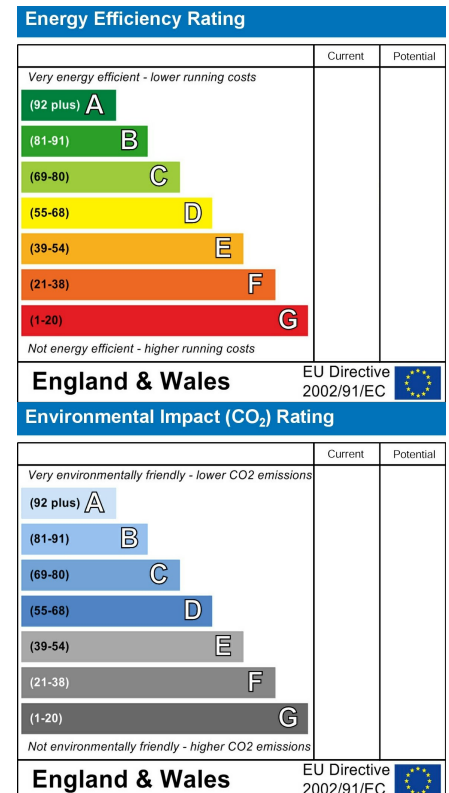 Energy Efficiency Rating
Current Potential
Very energy efficient - lower running costs
(92 plus) A
(81-91) B
(69-80) C
(55-68) D
(39-54) E
(21-38) F
(1-20) G
Not energy efficient - higher running costs
England & Wales
EU Directive
2002/91/EC
Environmental Impact (CO₂) Rating
Current Potential
Very environmentally friendly - lower CO2 emissions
(92 plus) A
(81-91) B
(69-80) C
(55-68) D
(39-54) E
(21-38) F
(1-20) G
Not environmentally friendly - higher CO2 emissions
England & Wales
EU Directive
2002/91/EC